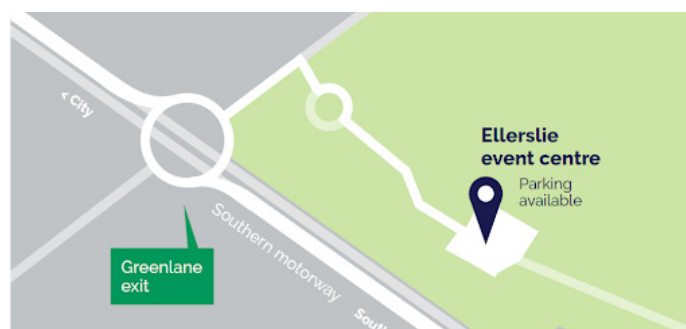 < City
Ellerslie
event centre
Parking
available
Southern motorway
Greenlane
exit